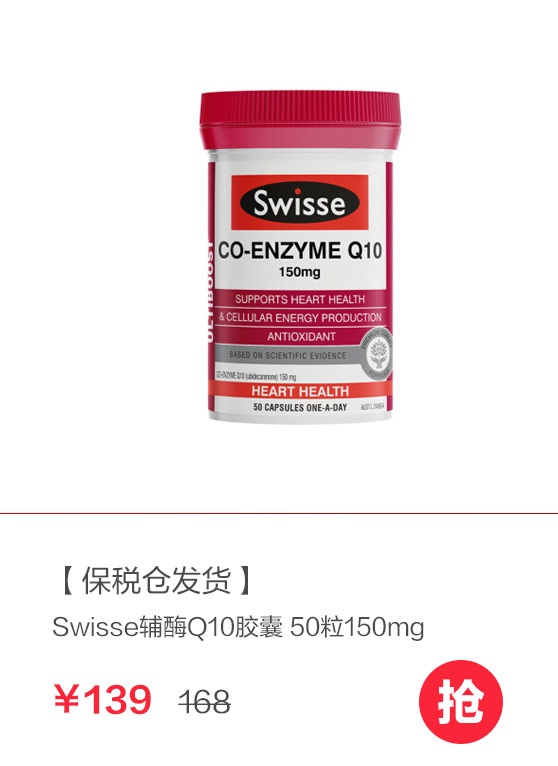 Swisse
CO-ENZYME Q10
150mg
ULTIBOOST
SUPPORTS HEART HEALTH
& CELLULAR ENERGY PRODUCTION
ANTIOXIDANT
BASED ON SCIENTIFIC EVIDENCE
CO-ENZYME Q10 (ubidecarenone) 150 mg
HEART HEALTH
50 CAPSULES ONE-A-DAY
【保税仓发货】
Swisse辅酶Q10胶囊 50粒150mg
¥139 168
抢